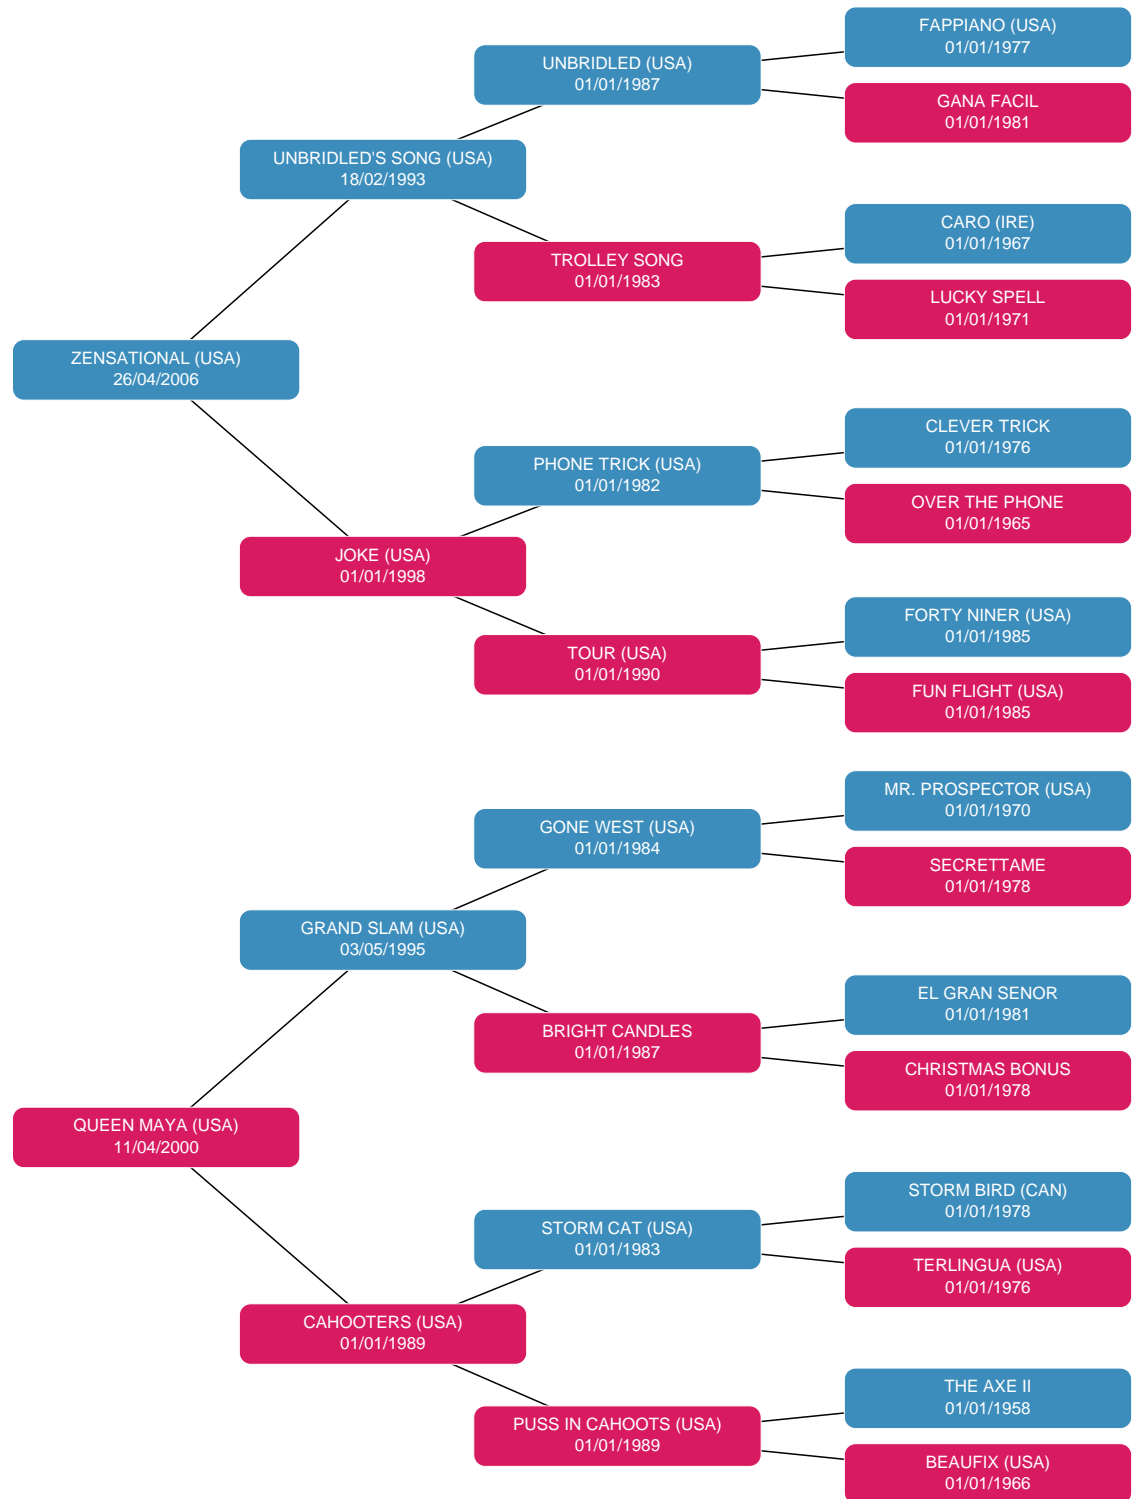 FAPPIANO (USA)
01/01/1977
UNBRIDLED (USA)
01/01/1987
GANA FACIL
01/01/1981
UNBRIDLED'S SONG (USA)
18/02/1993
CARO (IRE)
01/01/1967
TROLLEY SONG
01/01/1983
LUCKY SPELL
01/01/1971
ZENSATIONAL (USA)
26/04/2006
CLEVER TRICK
01/01/1976
PHONE TRICK (USA)
01/01/1982
OVER THE PHONE
01/01/1965
JOKE (USA)
01/01/1998
FORTY NINER (USA)
01/01/1985
TOUR (USA)
01/01/1990
FUN FLIGHT (USA)
01/01/1985
MR. PROSPECTOR (USA)
01/01/1970
GONE WEST (USA)
01/01/1984
SECRETTAME
01/01/1978
GRAND SLAM (USA)
03/05/1995
EL GRAN SENOR
01/01/1981
BRIGHT CANDLES
01/01/1987
CHRISTMAS BONUS
01/01/1978
QUEEN MAYA (USA)
11/04/2000
STORM BIRD (CAN)
01/01/1978
STORM CAT (USA)
01/01/1983
TERLINGUA (USA)
01/01/1976
CAHOOTERS (USA)
01/01/1989
THE AXE II
01/01/1958
PUSS IN CAHOOTS (USA)
01/01/1989
BEAUFIX (USA)
01/01/1966